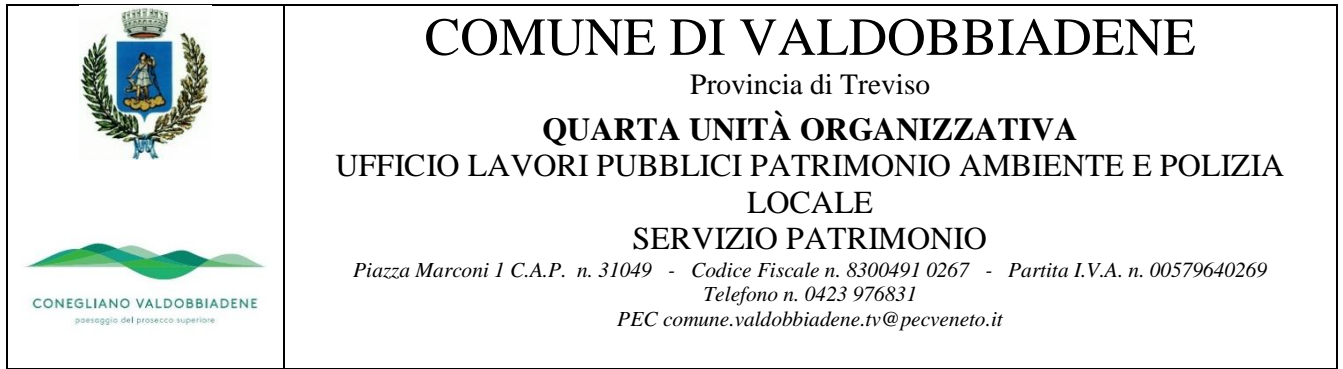 COMUNE DI VALDOBBIADENE
Provincia di Treviso
QUARTA UNITÀ ORGANIZZATIVA
UFFICIO LAVORI PUBBLICI PATRIMONIO AMBIENTE E POLIZIA
LOCALE
SERVIZIO PATRIMONIO
Piazza Marconi 1 C.A.P. n. 31049 - Codice Fiscale n. 8300491 0267 - Partita I.V.A. n. 00579640269
Telefono n. 0423 976831
PEC comune.valdobbiadene.tv@pecveneto.it
CONEGLIANO VALDOBBIADENE
paesaggio del prosecco superiore